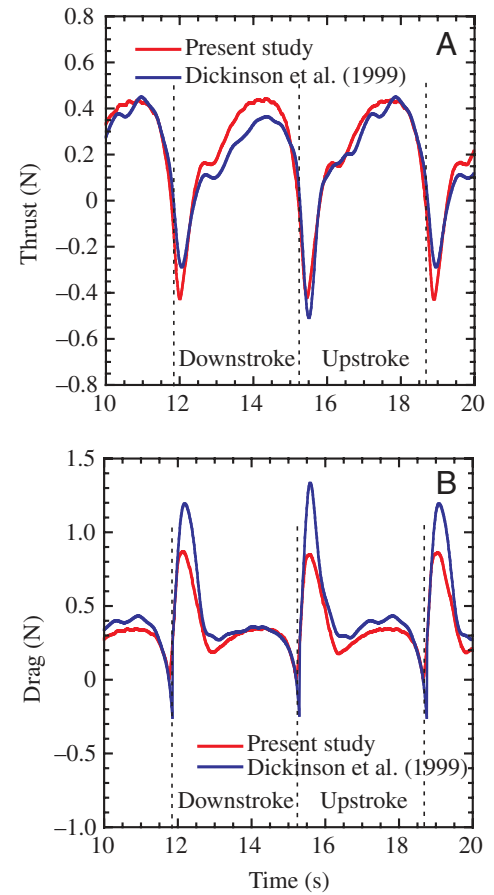 A
Present study
Dickinson et al. (1999)
0.8
0.6
0.4
0.2
0
–0.2
–0.4
–0.6
–0.8
Thrust (N)
Downstroke
Upstroke
10 12 14 16 18 20
B
1.5
1.0
0.5
0
–0.5
–1.0
Drag (N)
Present study
Dickinson et al. (1999)
Downstroke
Upstroke
10 12 14 16 18 20
Time (s)